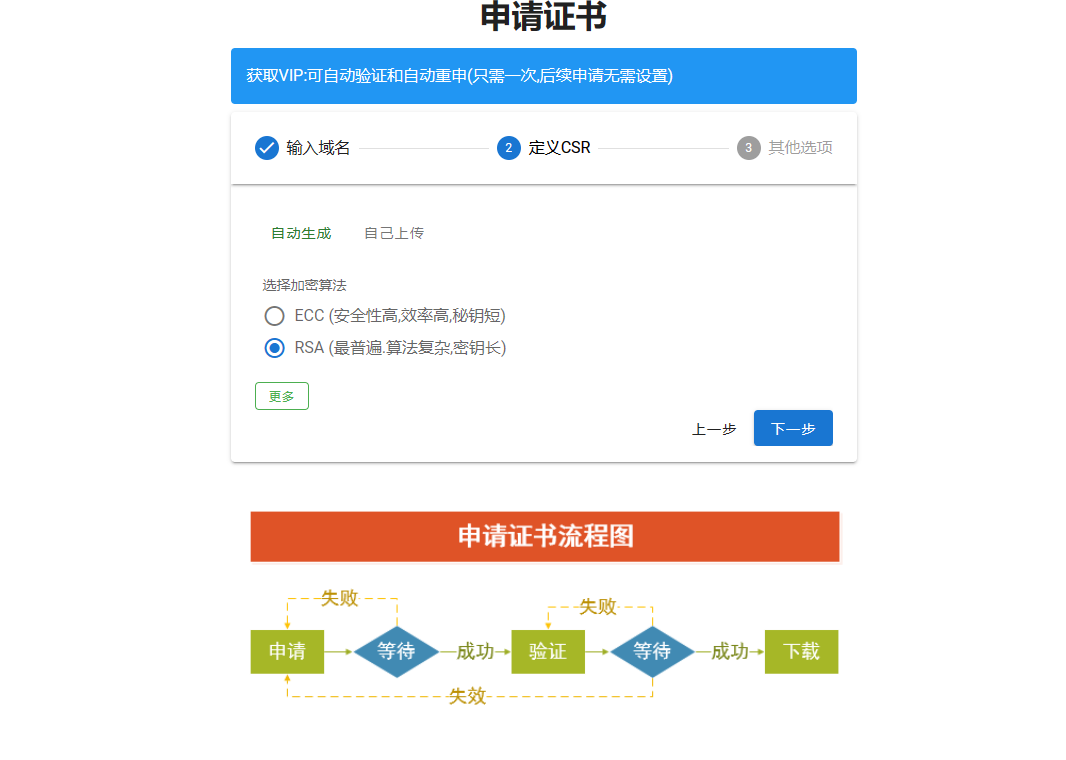 申请证书
获取VIP:可自动验证和自动重申(只需一次,后续申请无需设置)
输入域名
2 定义CSR
3 其他选项
自动生成 自己上传
选择加密算法
ECC (安全性高,效率高,秘钥短)
RSA (最普遍.算法复杂,密钥长)
更多
上一步 下一步
申请证书流程图
失败 失败
申请 等待 成功 验证 等待 成功 下载
失效